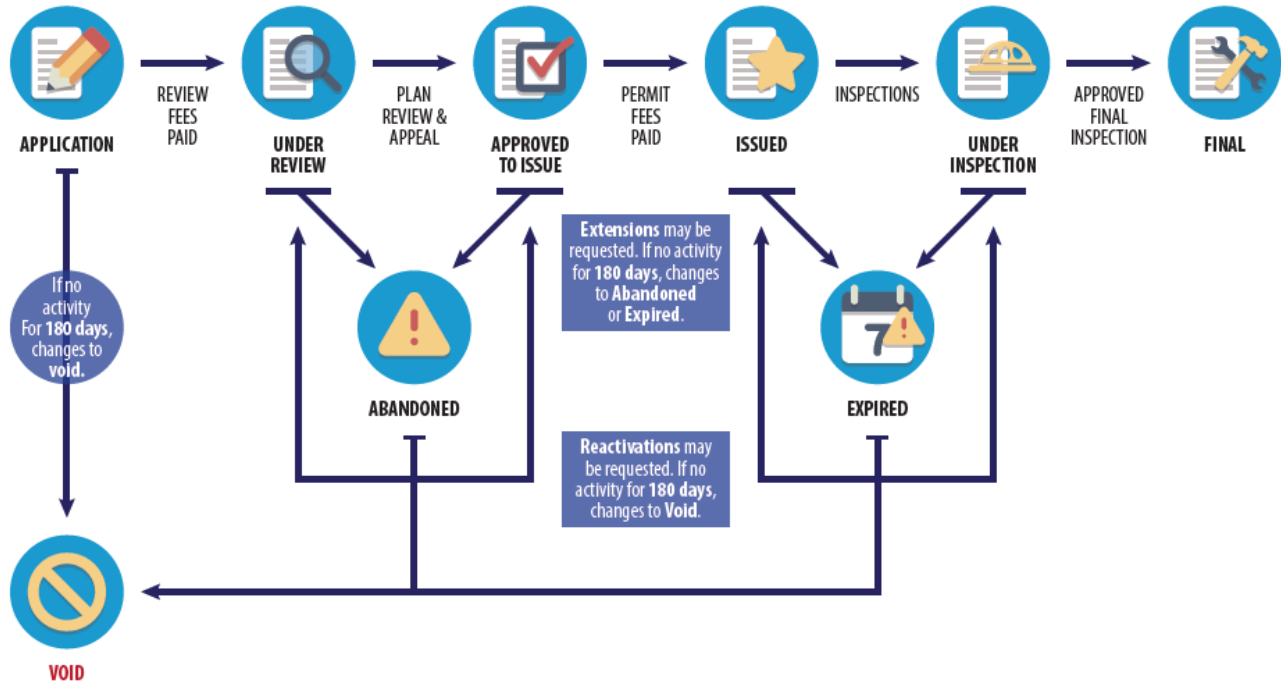 APPLICATION
REVIEW
FEES
PAID
UNDER
REVIEW
PLAN
REVIEW &
APPEAL
APPROVED
TO ISSUE
PERMIT
FEES
PAID
ISSUED
INSPECTIONS
UNDER
INSPECTION
APPROVED
FINAL
INSPECTION
FINAL
If no
activity
For 180 days,
changes to
void.
Extensions may be
requested. If no activity
for 180 days, changes
to Abandoned
or Expired.
7
ABANDONED
EXPIRED
Reactivations may
be requested. If no
activity for 180 days,
changes to Void.
VOID